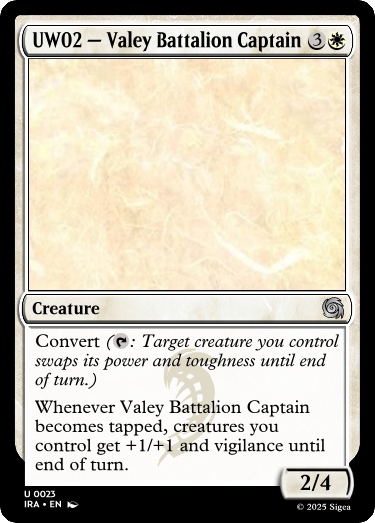 UW02 — Valey Battalion Captain 3
Creature
Convert (: Target creature you control
swaps its power and toughness until end
of turn.)
Whenever Valey Battalion Captain
becomes tapped, creatures you
control get +1/+1 and vigilance until
end of turn.
2/4
U 0023
IRA • EN
© 2025 Sigea